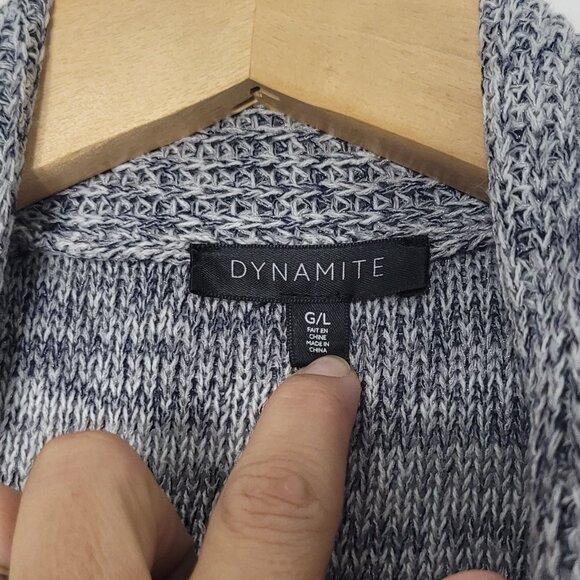 DYNAMITE
G/L
FAIT EN
CHINE
MADE IN
CHINA